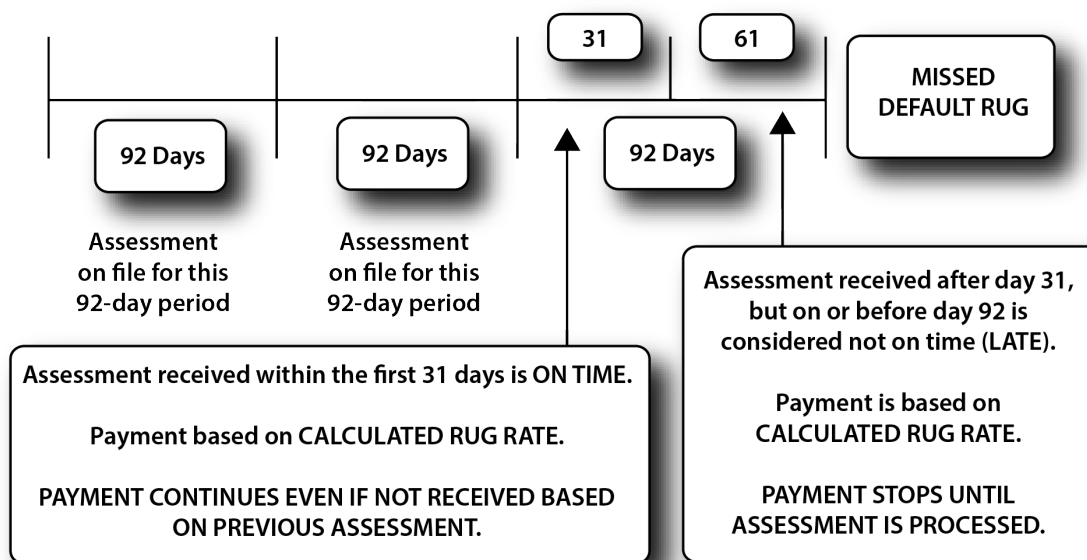 31
61
MISSED
DEFAULT RUG
92 Days
92 Days
92 Days
Assessment
on file for this
92-day period
Assessment
on file for this
92-day period
Assessment received within the first 31 days is ON TIME.
Payment based on CALCULATED RUG RATE.
PAYMENT CONTINUES EVEN IF NOT RECEIVED BASED
ON PREVIOUS ASSESSMENT.
Assessment received after day 31,
but on or before day 92 is
considered not on time (LATE).
Payment is based on
CALCULATED RUG RATE.
PAYMENT STOPS UNTIL
ASSESSMENT IS PROCESSED.